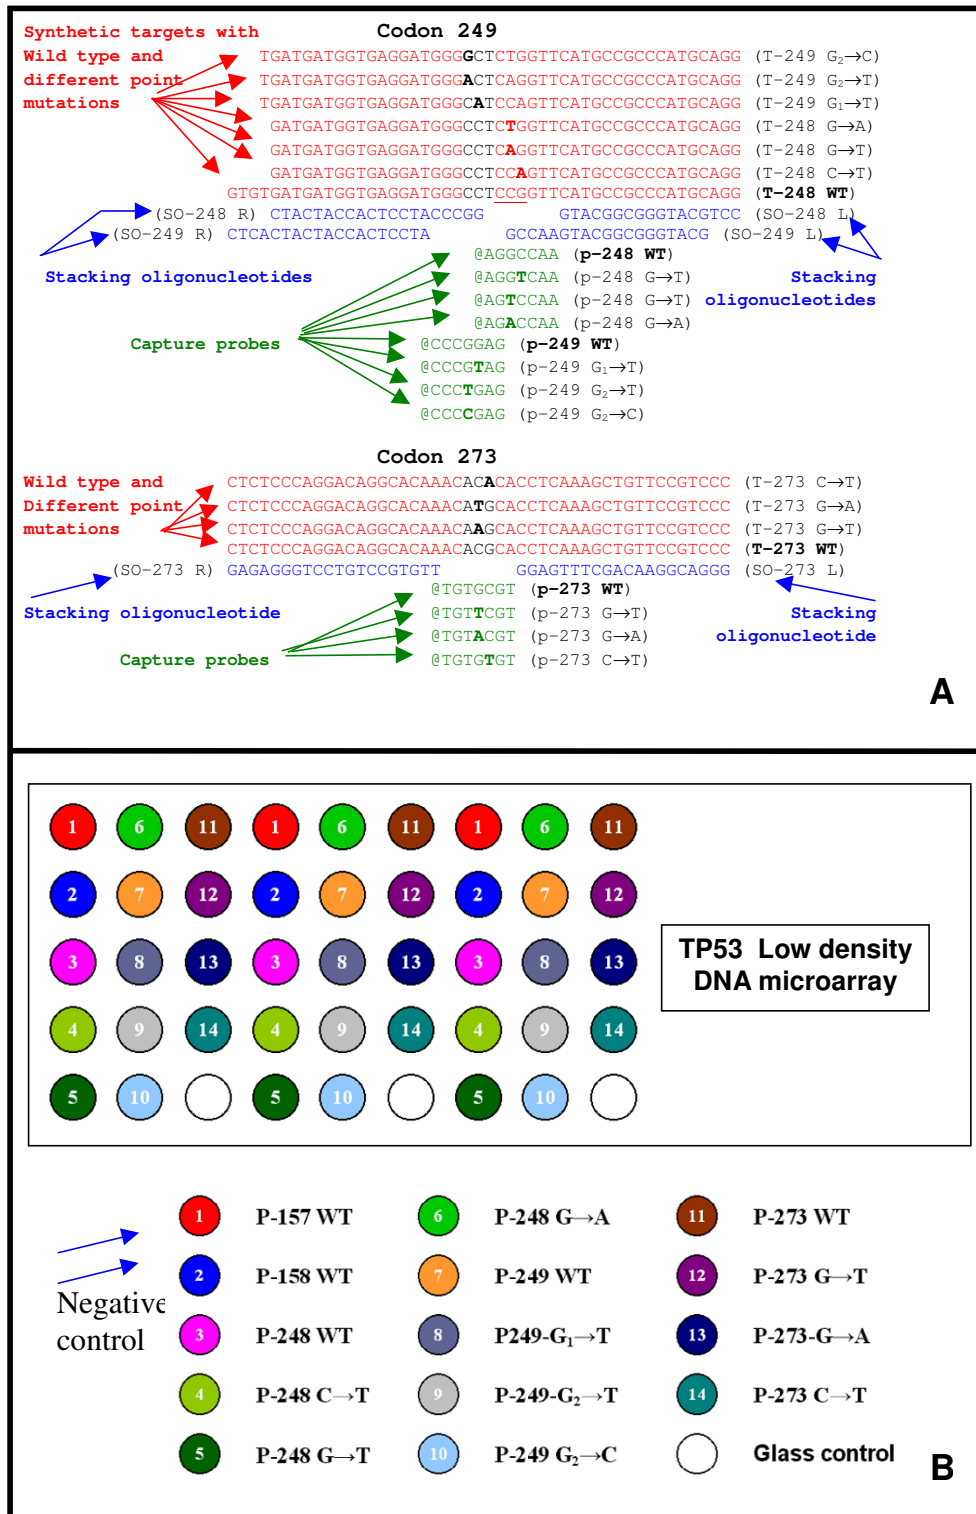 Codon 249
Synthetic targets with
Wild type and TGATGATGGTGAGGATGGGGCTCTGGTTCATGCCGCCCATGCAGG (T-249 G₂→C)
different point TGATGATGGTGAGGATGGGACTCAGGTTCATGCCGCCCATGCAGG (T-249 G₂→T)
mutations TGATGATGGTGAGGATGGGCATCCAGTTCATGCCGCCCATGCAGG (T-249 G₁→T)
GATGATGGTGAGGATGGGCCTCTGGTTCATGCCGCCCATGCAGG (T-248 G→A)
GATGATGGTGAGGATGGGCCTCAGGTTCATGCCGCCCATGCAGG (T-248 G→T)
GATGATGGTGAGGATGGGCCTCCAGTTCATGCCGCCCATGCAGG (T-248 C→T)
GTGTGATGATGGTGAGGATGGGCCTCCCGGTTCATGCCGCCCATGCAGG (T-248 WT)
(SO-248 R) CTACTACCACTCCTACCCGG GTACGGCGGGTACGTCC (SO-248 L)
(SO-249 R) CTCACTACTACCACTCCTA GCCAAGTACGGCGGGTACG (SO-249 L)
@AGGCCAA (p-248 WT)
Stacking oligonucleotides @AGGTCAA (p-248 G→T) Stacking
@AGTCCAA (p-248 G→T) oligonucleotides
@AGACCAA (p-248 G→A)
Capture probes @CCCGGAG (p-249 WT)
@CCCGTAG (p-249 G₁→T)
@CCCTGAG (p-249 G₂→T)
@CCCCGAG (p-249 G₂→C)
Codon 273
Wild type and CTCTCCCAGGACAGGCACAAACACACACCTCAAAGCTGTTCCGTCCC (T-273 C→T)
Different point CTCTCCCAGGACAGGCACAAACATGCACCTCAAAGCTGTTCCGTCCC (T-273 G→A)
mutations CTCTCCCAGGACAGGCACAAACAAGCACCTCAAAGCTGTTCCGTCCC (T-273 G→T)
CTCTCCCAGGACAGGCACAAACACGCACCTCAAAGCTGTTCCGTCCC (T-273 WT)
(SO-273 R) GAGAGGGTCCTGTCCGTGTT GGAGTTTCGACAAGGCAGGG (SO-273 L)
@TGTGCGT (p-273 WT)
Stacking oligonucleotide @TGTTCGT (p-273 G→T) Stacking
@TGTACGT (p-273 G→A) oligonucleotide
Capture probes @TGTGTGT (p-273 C→T)
A
1 6 11 1 6 11 1 6 11
2 7 12 2 7 12 2 7 12
3 8 13 3 8 13 3 8 13
4 9 14 4 9 14 4 9 14
5 10 5 10 5 10
TP53 Low density
DNA microarray
1 P-157 WT 6 P-248 G→A 11 P-273 WT
2 P-158 WT 7 P-249 WT 12 P-273 G→T
Negative
control
3 P-248 WT 8 P249-G₁→T 13 P-273-G→A
4 P-248 C→T 9 P-249-G₂→T 14 P-273 C→T
5 P-248 G→T 10 P-249 G₂→C Glass control
B